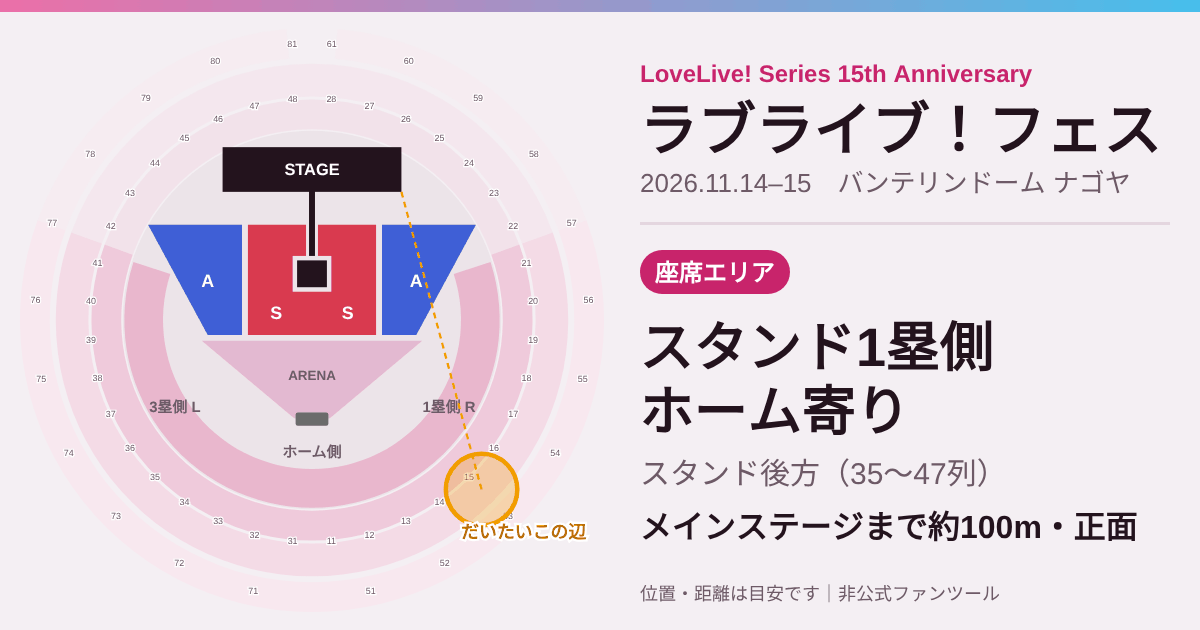 LoveLive! Series 15th Anniversary
ラブライブ！フェス
2026.11.14–15　バンテリンドーム ナゴヤ
座席エリア
スタンド1塁側
ホーム寄り
スタンド後方（35〜47列）
メインステージまで約100m・正面
位置・距離は目安です｜非公式ファンツール
81 61
80 60
79 59
48 28
47 27
46 26
45 25
78 58
44 24
STAGE
43 23
77 42 22 57
41 21
A A
76 40 20 56
S S
39 19
ARENA
75 38 18 55
3塁側 L 1塁側 R
37 17
ホーム側
74 36 16 54
35 15
34 14
73 33 13
32 31 11 12
だいたいこの辺
72 52
71 51